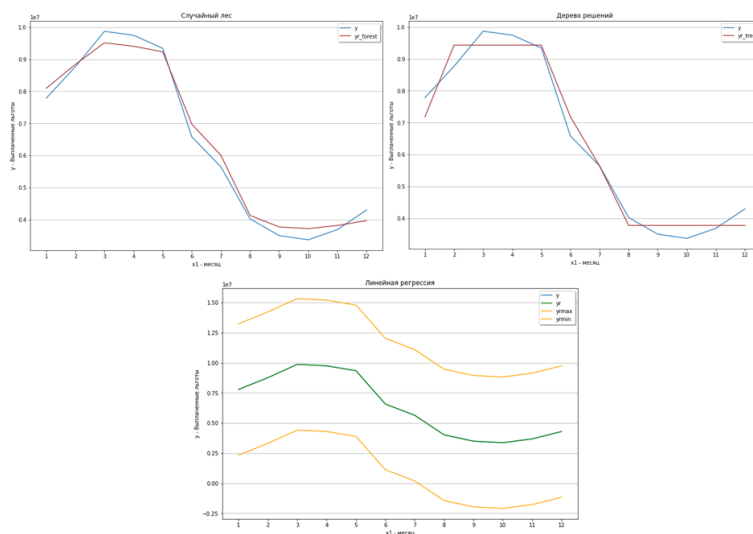 Случайный лес
1e7
y
yr_forest
1.0
0.9
0.8
0.7
0.6
0.5
0.4
y - Выплаченные льготы
1 2 3 4 5 6 7 8 9 10 11 12
x1 - месяц
Дерево решений
1e7
y
yr_tree
1.0
0.9
0.8
0.7
0.6
0.5
0.4
y - Выплаченные льготы
1 2 3 4 5 6 7 8 9 10 11 12
x1 - месяц
Линейная регрессия
1e7
y
yr
yrmax
yrmin
1.50
1.25
1.00
0.75
0.50
0.25
0.00
−0.25
y - Выплаченные льготы
1 2 3 4 5 6 7 8 9 10 11 12
x1 - месяц